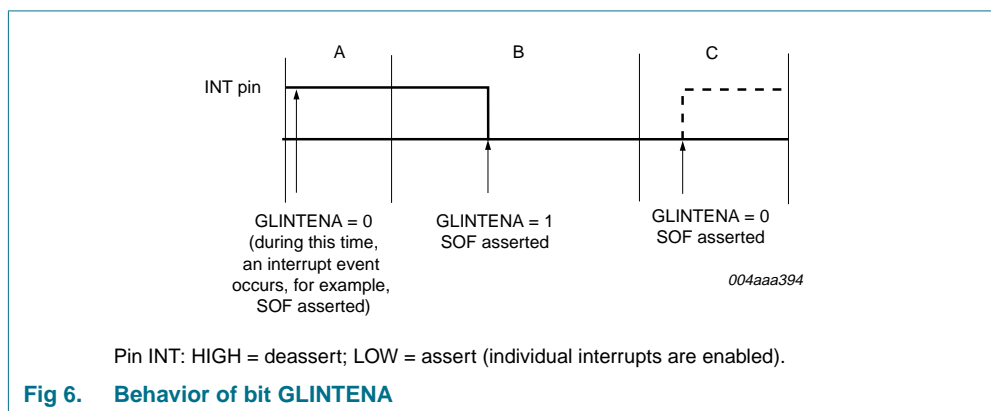 A
B
C
INT pin
GLINTENA = 0
(during this time,
an interrupt event
occurs, for example,
SOF asserted)
GLINTENA = 1
SOF asserted
GLINTENA = 0
SOF asserted
004aaa394
Pin INT: HIGH = deassert; LOW = assert (individual interrupts are enabled).
Fig 6. Behavior of bit GLINTENA